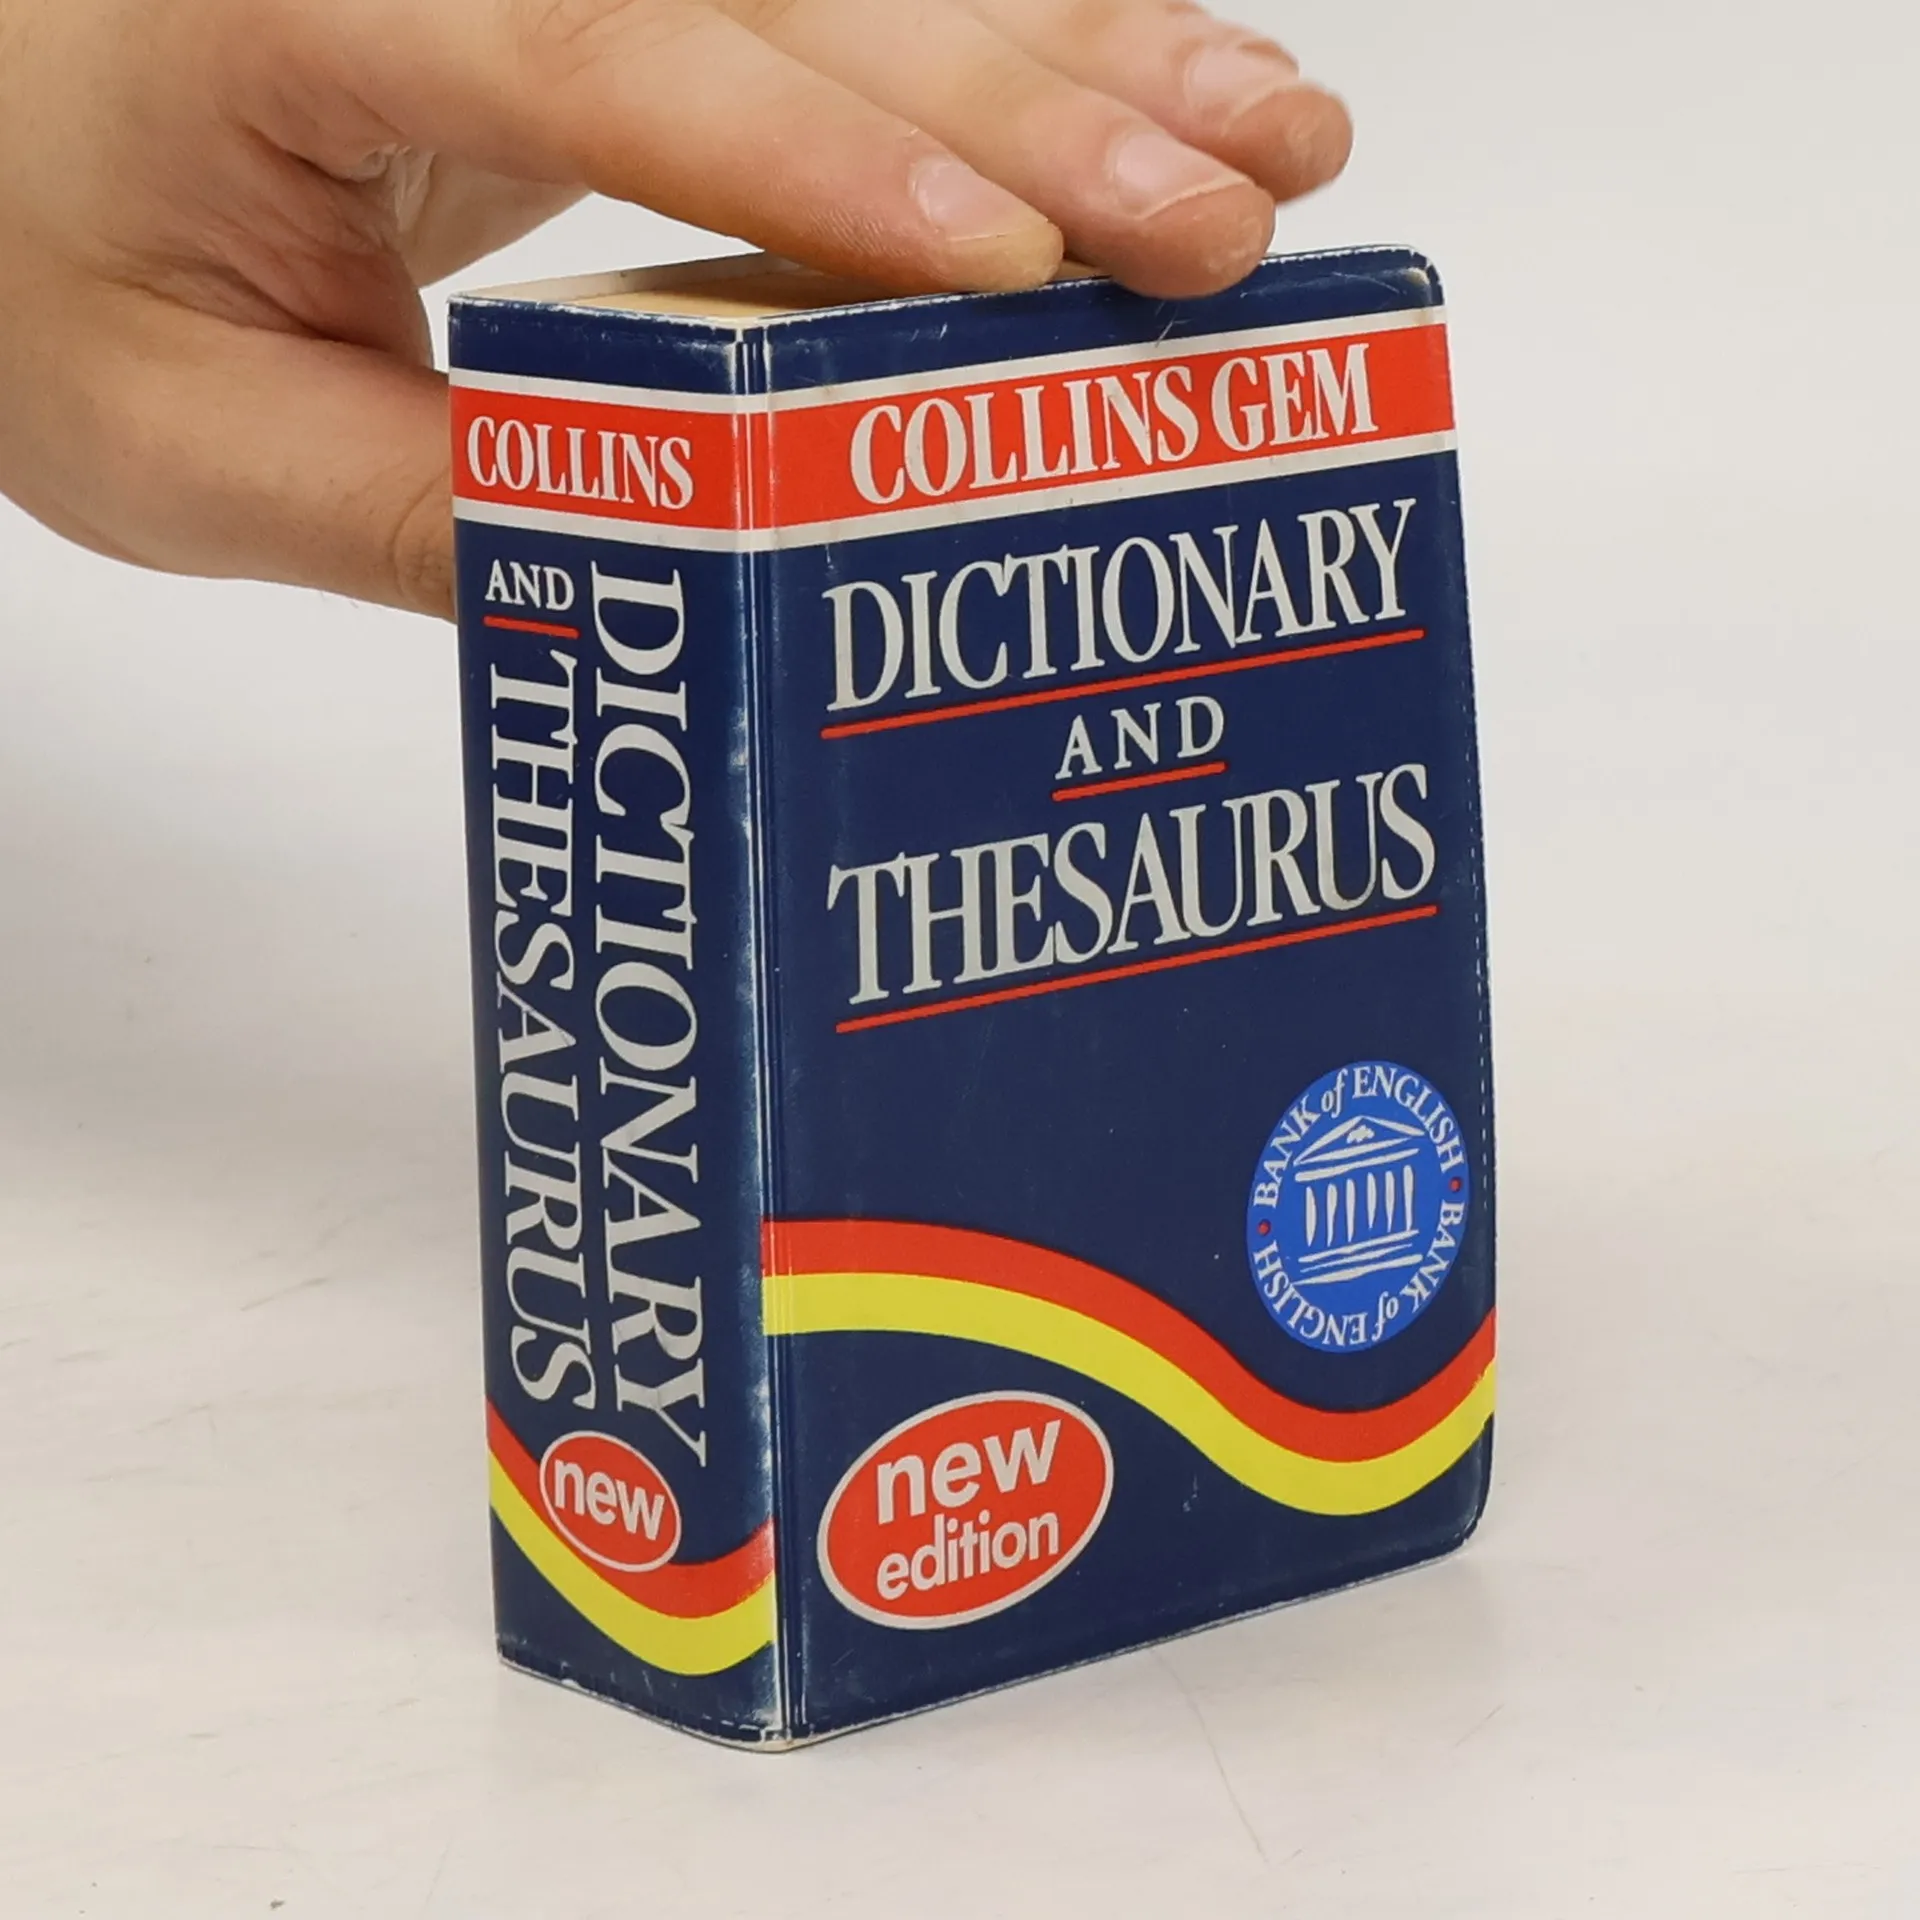 COLLINS
DICTIONARY
AND THESAURUS
new
COLLINS GEM
DICTIONARY
AND
THESAURUS
BANK of ENGLISH • BANK of ENGLISH •
new
edition